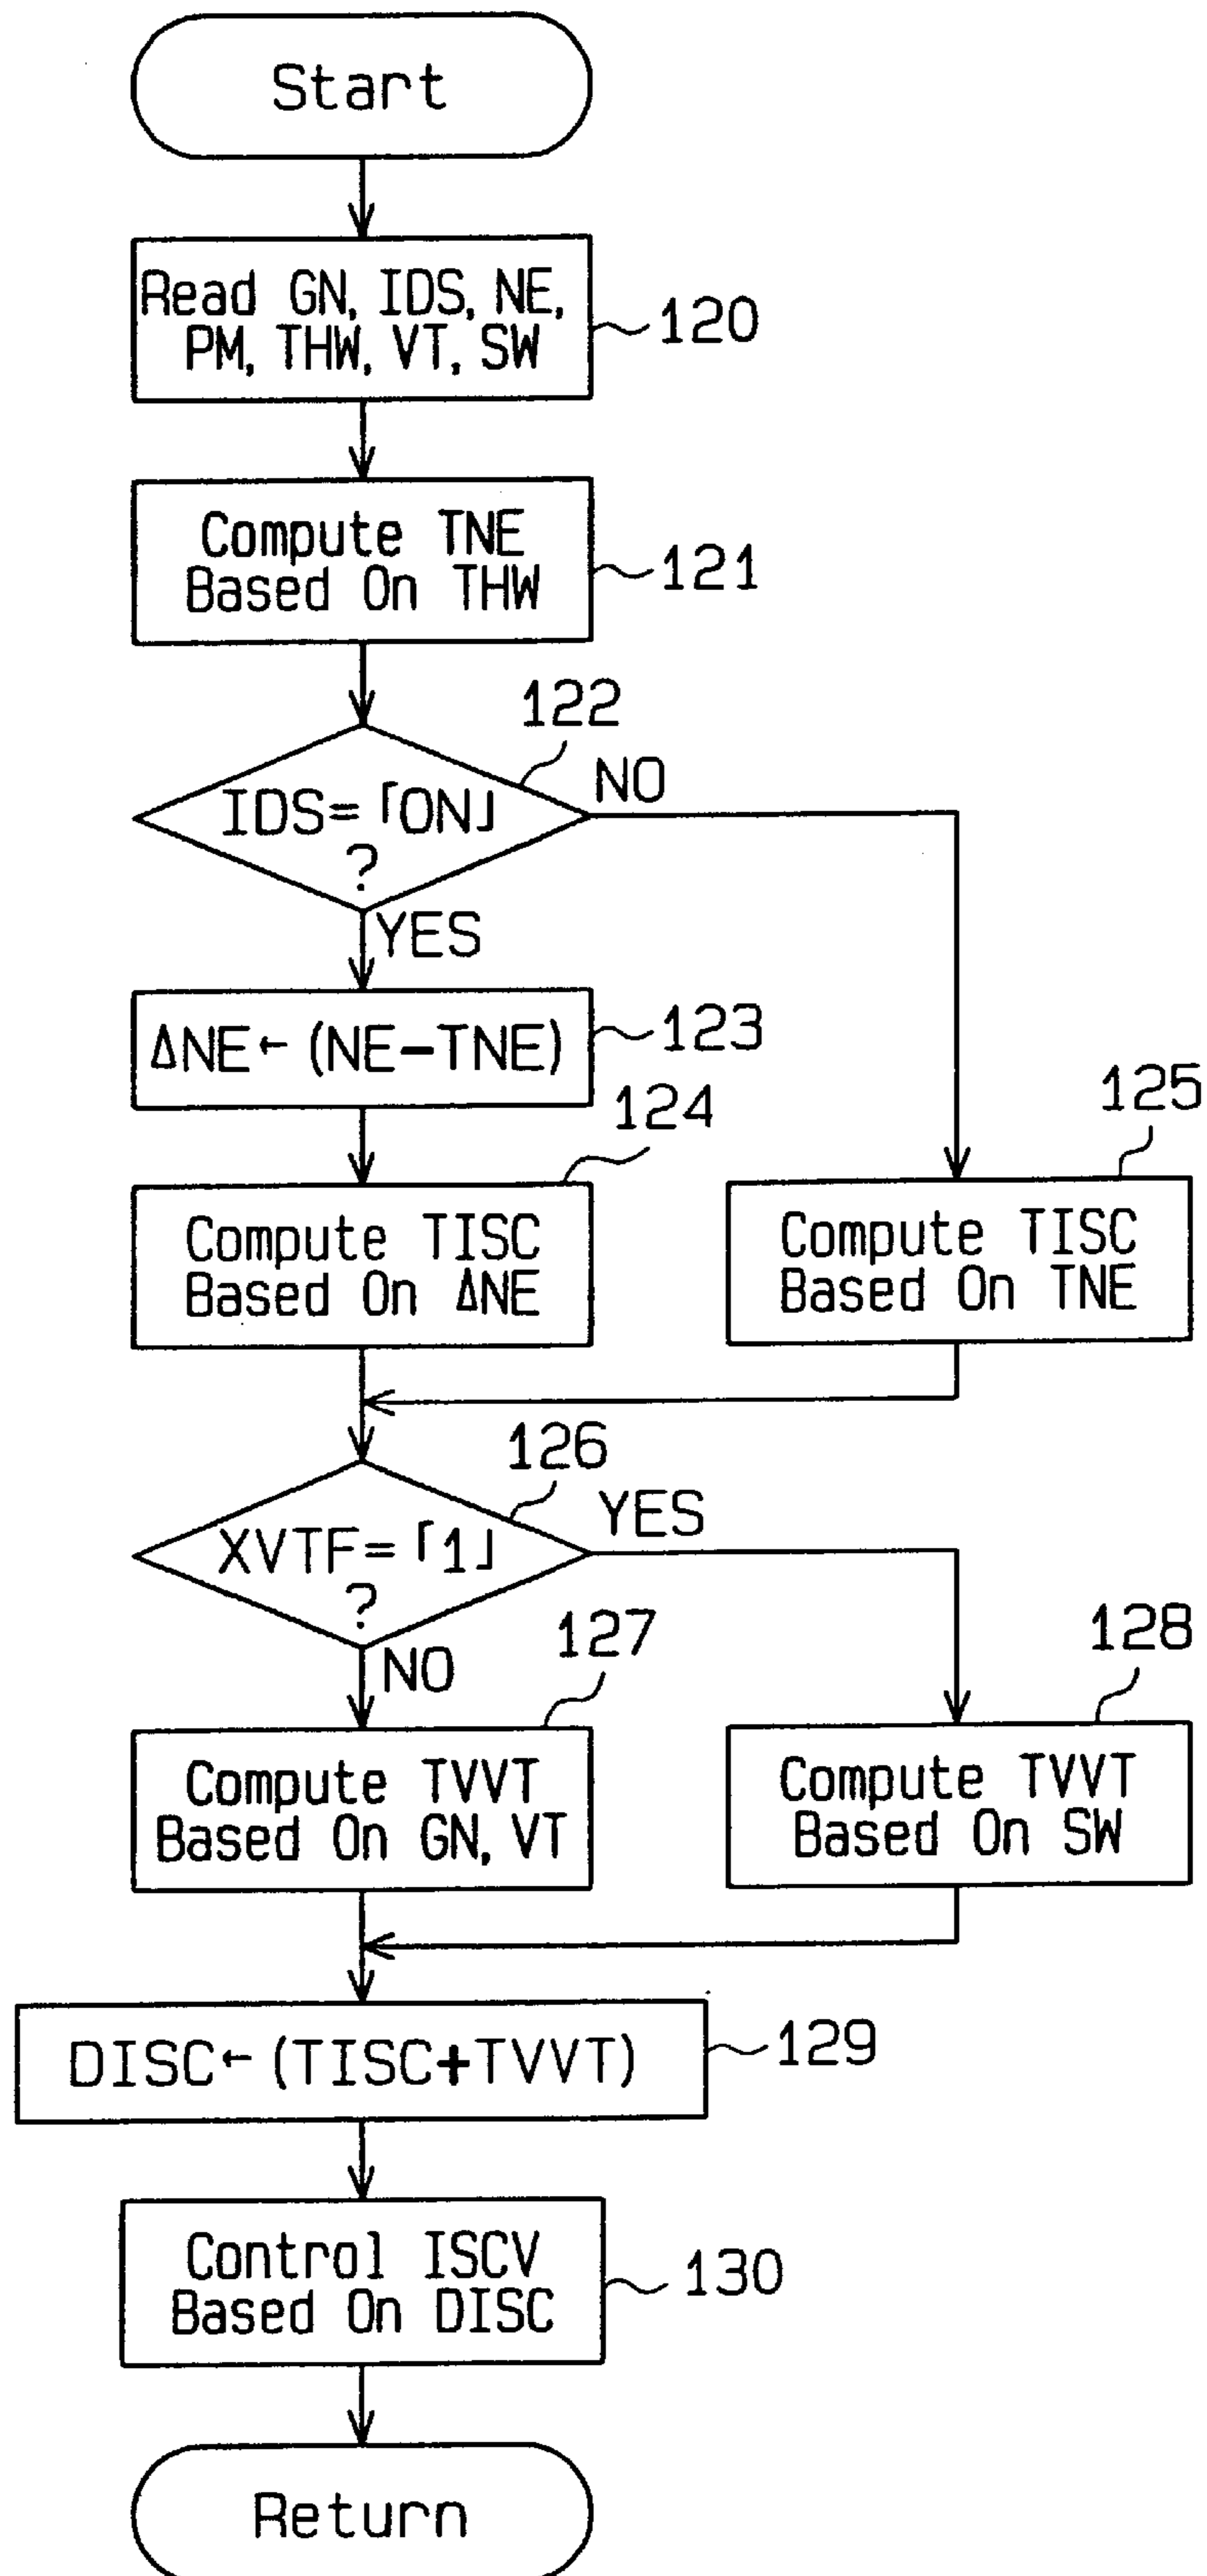 Start
Read GN, IDS, NE,
PM, THW, VT, SW
120
Compute TNE
Based On THW
121
122
IDS=「ON」
?
NO
YES
ΔNE←(NE−TNE)
123
124
125
Compute TISC
Based On ΔNE
Compute TISC
Based On TNE
126
XVTF=「1」
?
YES
NO
127
128
Compute TVVT
Based On GN, VT
Compute TVVT
Based On SW
DISC←(TISC+TVVT)
129
Control ISCV
Based On DISC
130
Return